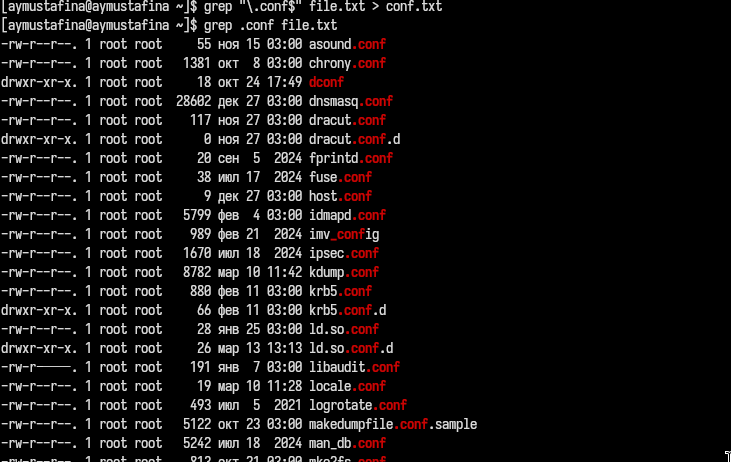 [aymustafina@aymustafina ~]$ grep "\.conf$" file.txt > conf.txt
[aymustafina@aymustafina ~]$ grep .conf file.txt
-rw-r--r--. 1 root root    55 ноя 15 03:00 asound.conf
-rw-r--r--. 1 root root  1381 окт  8 03:00 chrony.conf
drwxr-xr-x. 1 root root    18 окт 24 17:49 dconf
-rw-r--r--. 1 root root 28602 дек 27 03:00 dnsmasq.conf
-rw-r--r--. 1 root root   117 ноя 27 03:00 dracut.conf
drwxr-xr-x. 1 root root     0 ноя 27 03:00 dracut.conf.d
-rw-r--r--. 1 root root    20 сен  5  2024 fprintd.conf
-rw-r--r--. 1 root root    38 июл 17  2024 fuse.conf
-rw-r--r--. 1 root root     9 дек 27 03:00 host.conf
-rw-r--r--. 1 root root  5799 фев  4 03:00 idmapd.conf
-rw-r--r--. 1 root root   989 фев 21  2024 imv_config
-rw-r--r--. 1 root root  1670 июл 18  2024 ipsec.conf
-rw-r--r--. 1 root root  8782 мар 10 11:42 kdump.conf
-rw-r--r--. 1 root root   880 фев 11 03:00 krb5.conf
drwxr-xr-x. 1 root root    66 фев 11 03:00 krb5.conf.d
-rw-r--r--. 1 root root    28 янв 25 03:00 ld.so.conf
drwxr-xr-x. 1 root root    26 мар 13 13:13 ld.so.conf.d
-rw-r-----. 1 root root   191 янв  7 03:00 libaudit.conf
-rw-r--r--. 1 root root    19 мар 10 11:28 locale.conf
-rw-r--r--. 1 root root   493 июл  5  2021 logrotate.conf
-rw-r--r--. 1 root root  5122 окт 23 03:00 makedumpfile.conf.sample
-rw-r--r--. 1 root root  5242 июл 18  2024 man_db.conf
-rw-r--r--. 1 root root   812 окт 21 03:00 mke2fs.conf